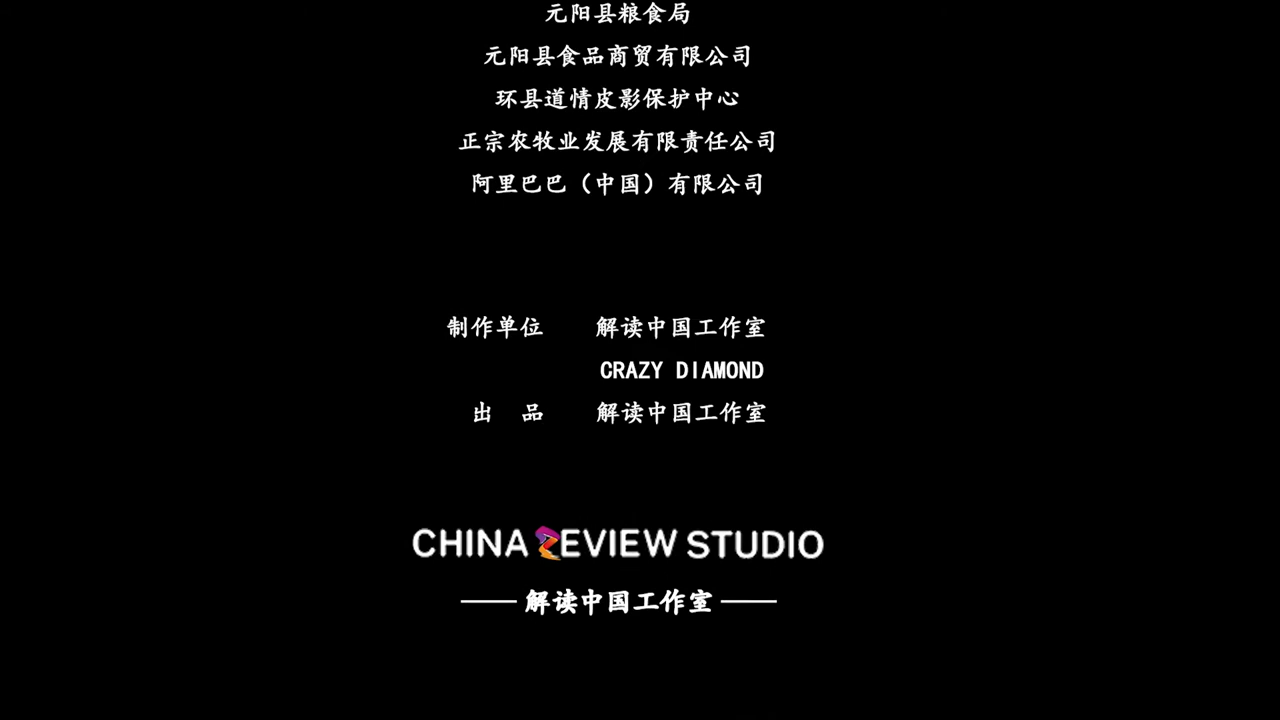 元阳县粮食局
元阳县食品商贸有限公司
环县道情皮影保护中心
正宗农牧业发展有限责任公司
阿里巴巴（中国）有限公司
制作单位 解读中国工作室
CRAZY DIAMOND
出 品 解读中国工作室
CHINA REVIEW STUDIO
解读中国工作室